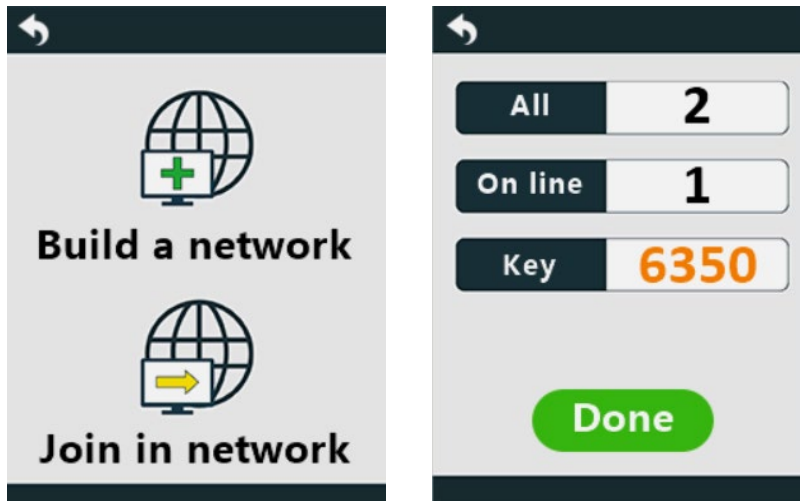 Build a network
Join in network
All 2
On line 1
Key 6350
Done